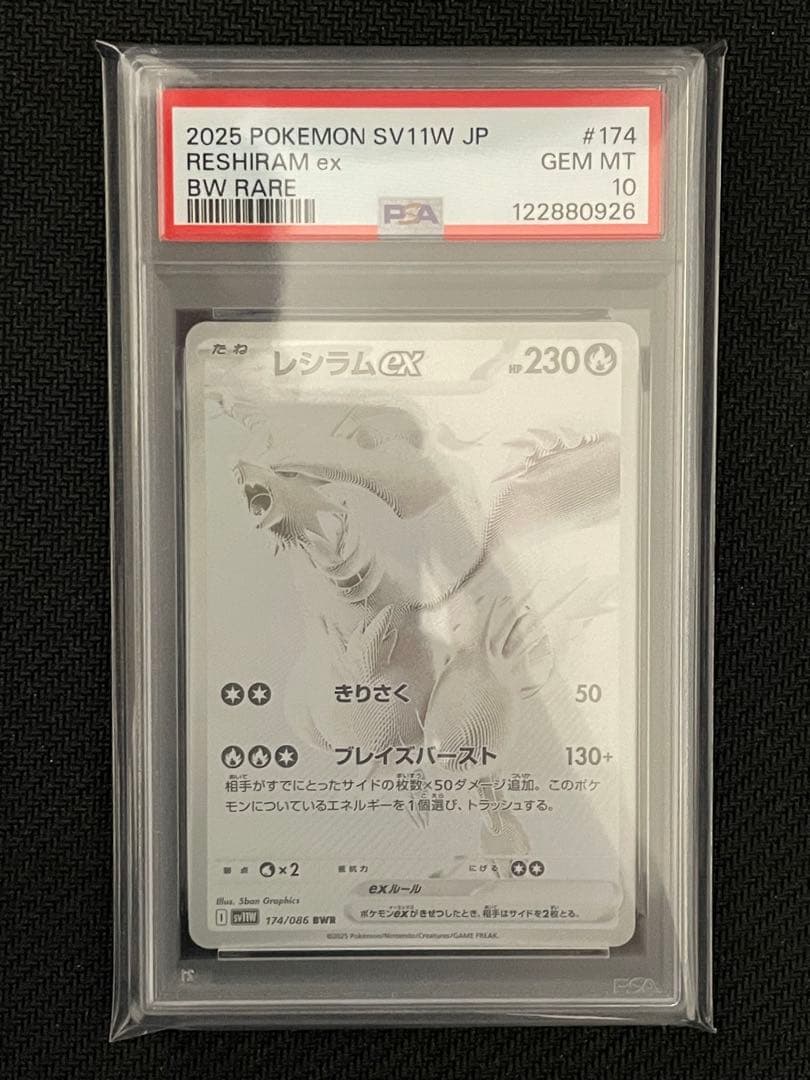 2025 POKEMON SV11W JP #174
RESHIRAM ex GEM MT
BW RARE 10
PSA 122880926
たね レシラムex HP 230
きりさく 50
ブレイズバースト 130+
相手がすでにとったサイドの枚数×50ダメージ追加。このポケ
モンについているエネルギーを1個選び、トラッシュする。
弱点 ×2 抵抗力 にげる
exルール
ポケモンexがきぜつしたとき、相手はサイドを2枚とる。
Illus. 5ban Graphics
I sv11W 174/086 BWR
©2025 Pokémon/Nintendo/Creatures/GAME FREAK.
PSA